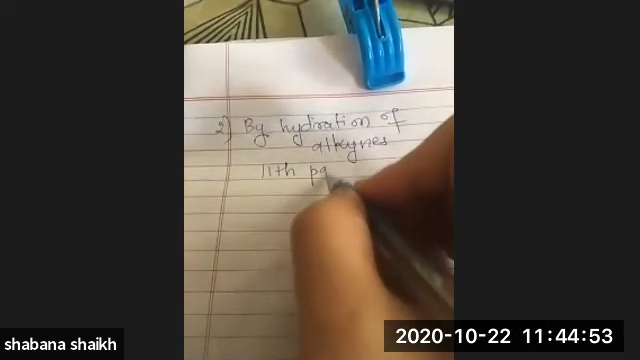 2) By hydration of
alkynes
11th pg
shabana shaikh
2020-10-22 11:44:53